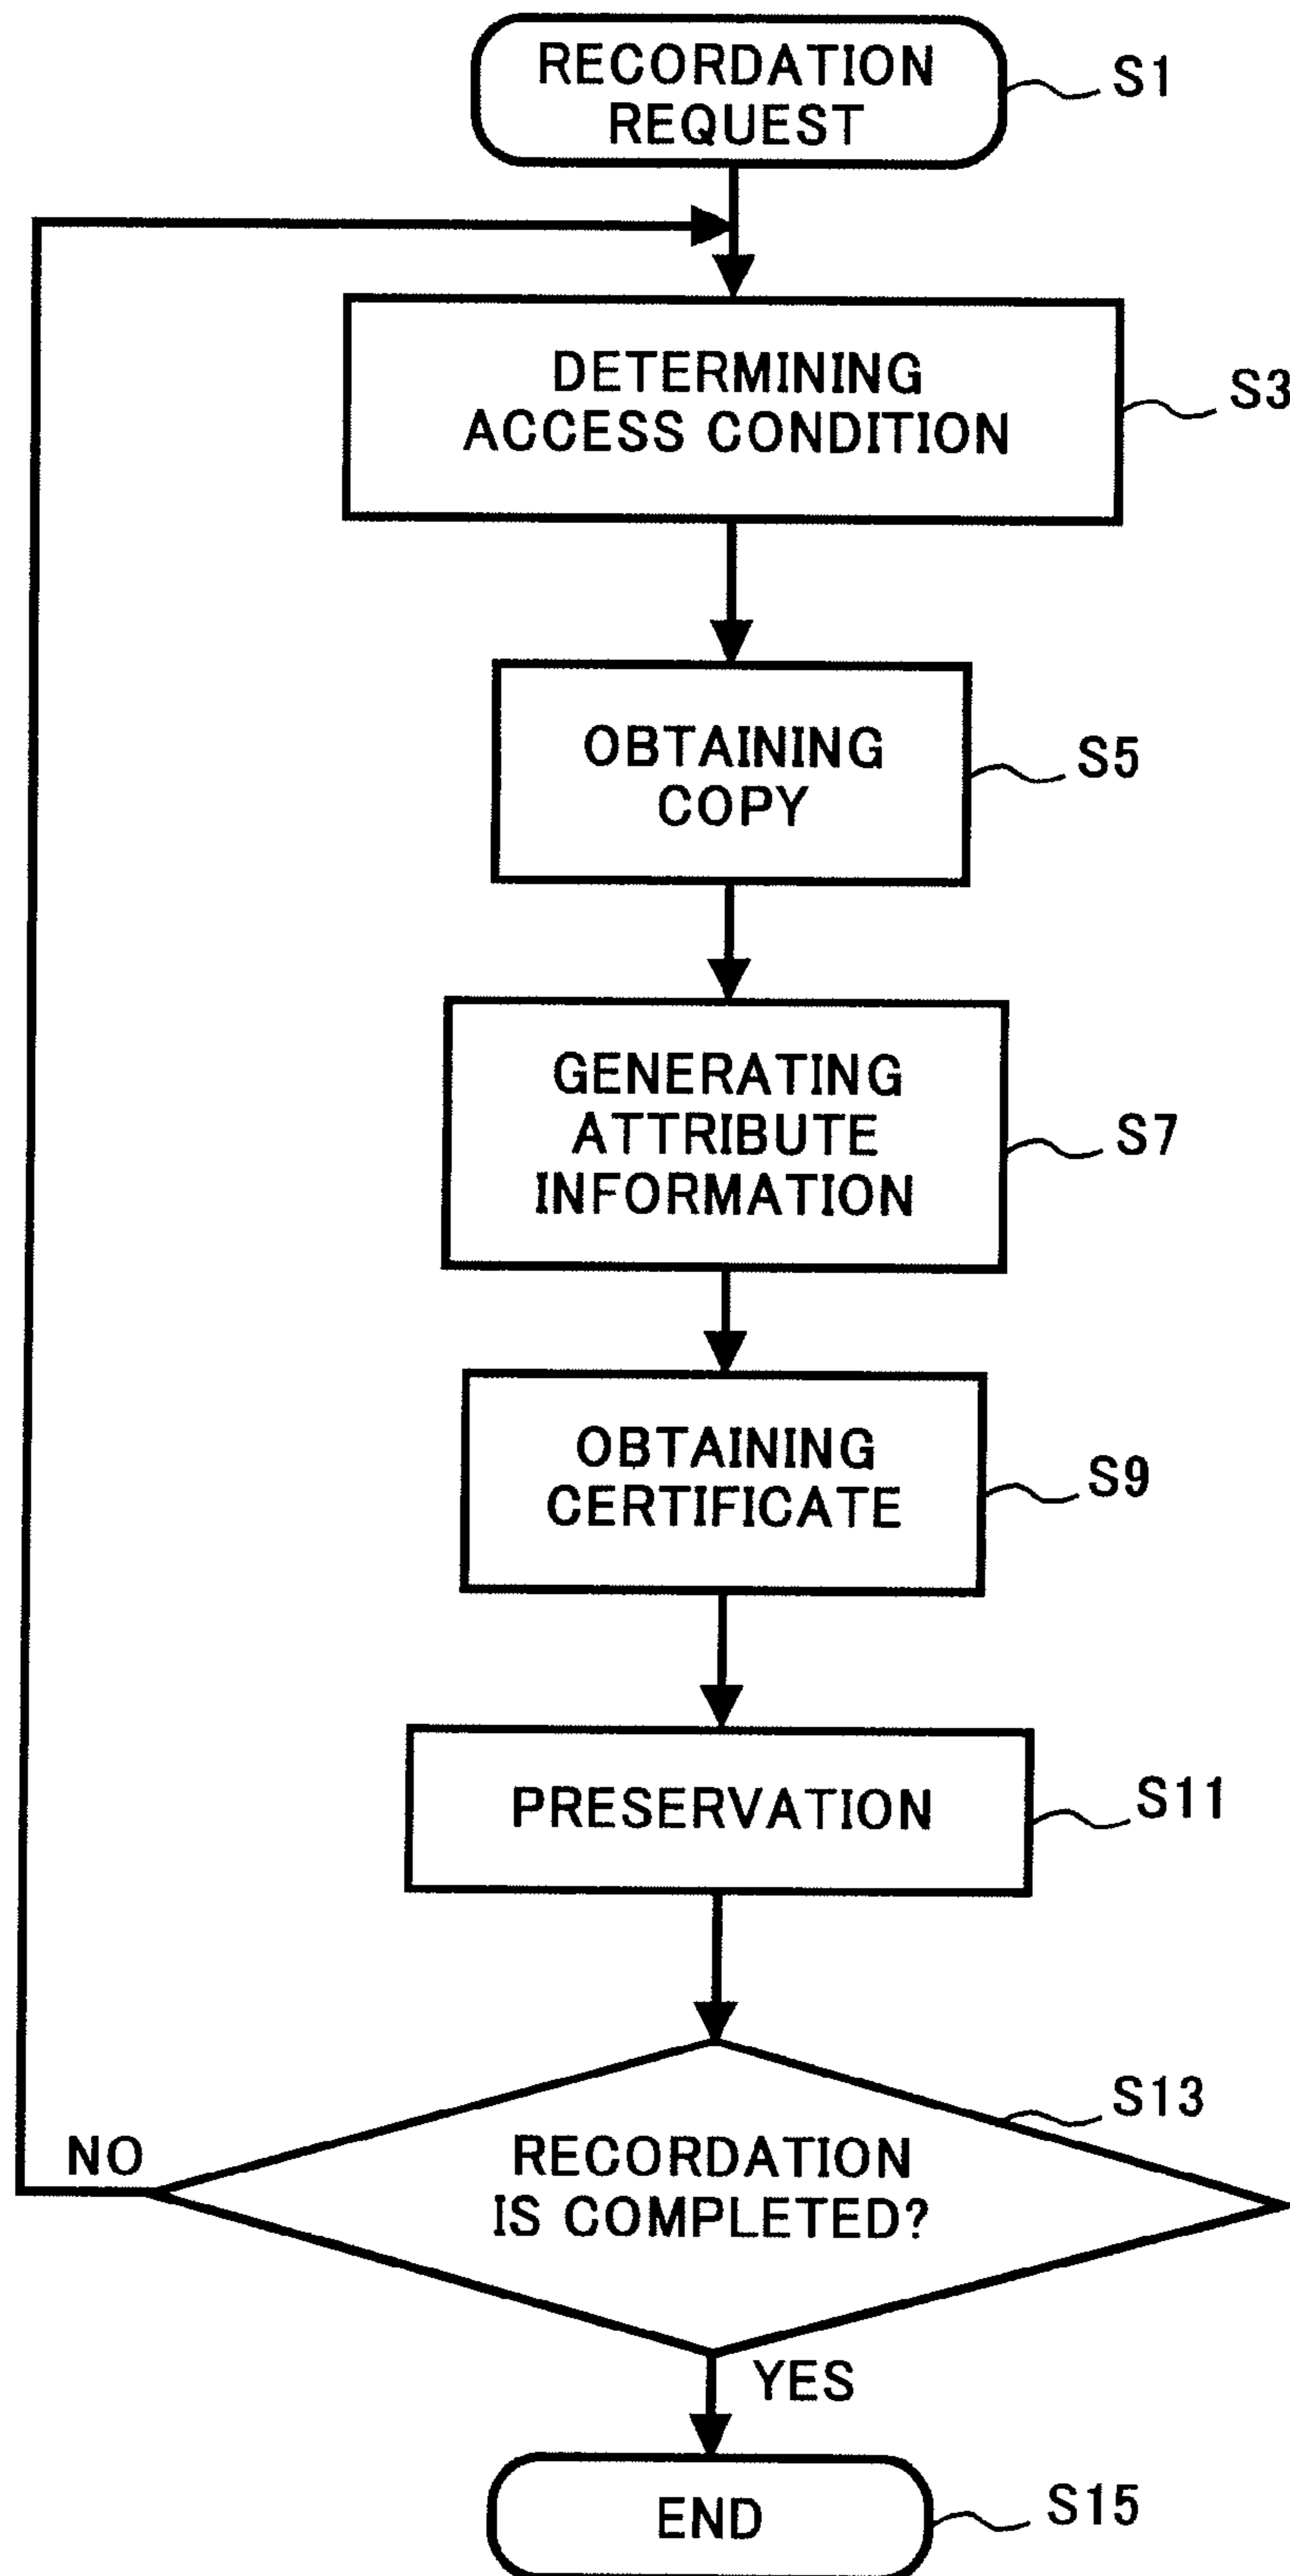 RECORDATION
REQUEST
S1
DETERMINING
ACCESS CONDITION
S3
OBTAINING
COPY
S5
GENERATING
ATTRIBUTE
INFORMATION
S7
OBTAINING
CERTIFICATE
S9
PRESERVATION
S11
S13
NO
RECORDATION
IS COMPLETED?
YES
END
S15